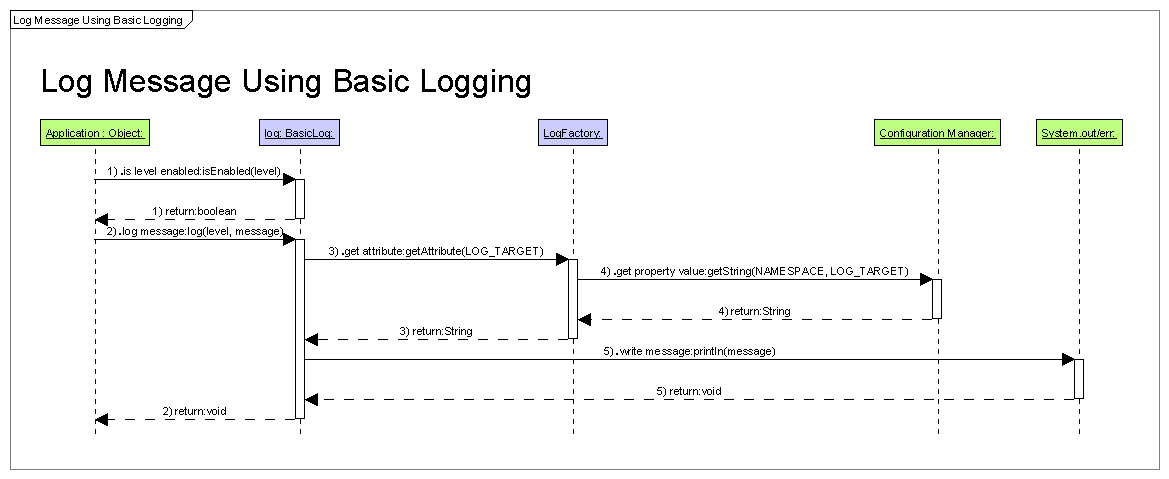 Log Message Using Basic Logging
Log Message Using Basic Logging
Application : Object:
log: BasicLog:
LogFactory:
Configuration Manager:
System.out/err:
1) .is level enabled:isEnabled(level)
1) return:boolean
2).log message:log(level, message)
3) .get attribute:getAttribute(LOG_TARGET)
4) .get property value:getString(NAMESPACE, LOG_TARGET)
4) return:String
3) return:String
5) .write message:println(message)
5) return:void
2) return:void